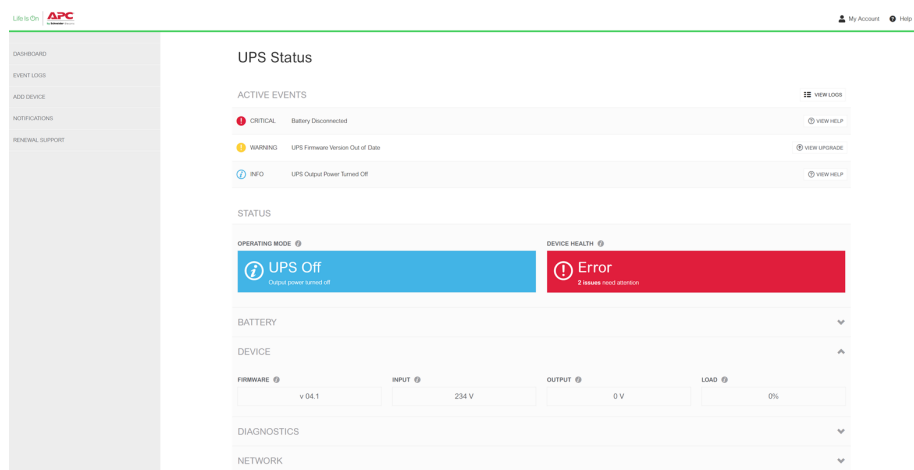 Life Is On APC
by Schneider Electric
My Account Help
DASHBOARD
EVENT LOGS
ADD DEVICE
NOTIFICATIONS
RENEWAL SUPPORT
UPS Status
ACTIVE EVENTS VIEW LOGS
CRITICAL Battery Disconnected VIEW HELP
WARNING UPS Firmware Version Out of Date VIEW UPGRADE
INFO UPS Output Power Turned Off VIEW HELP
STATUS
OPERATING MODE DEVICE HEALTH
UPS Off Error
Output power turned off 2 issues need attention
BATTERY
DEVICE
FIRMWARE INPUT OUTPUT LOAD
v 04.1 234 V 0 V 0%
DIAGNOSTICS
NETWORK